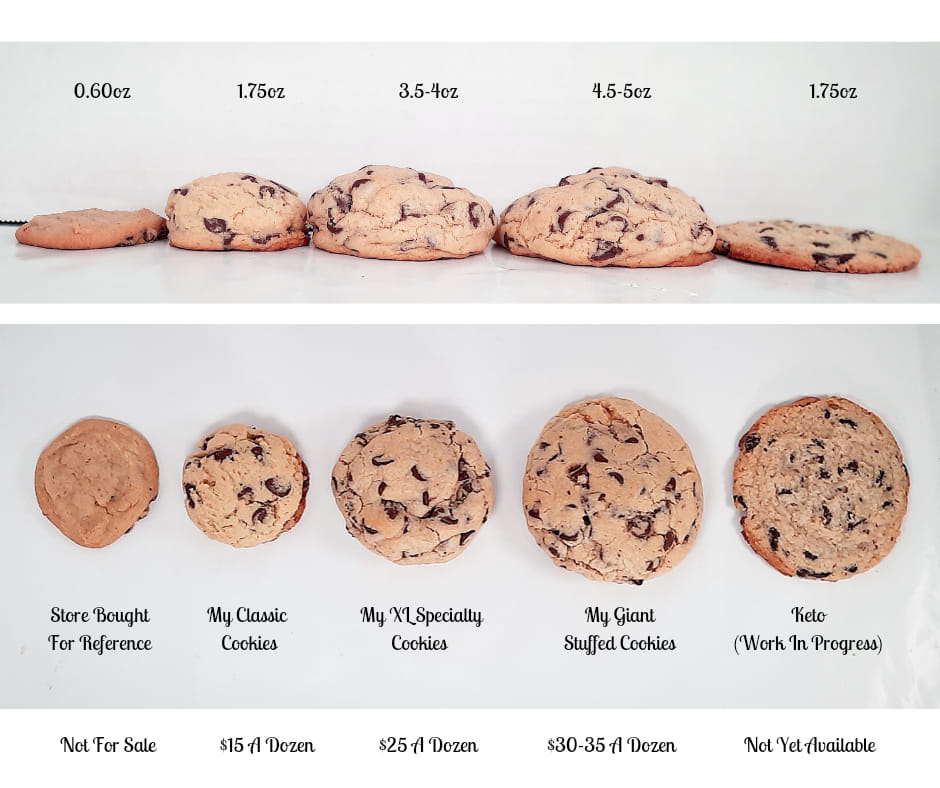 0.60oz
1.75oz
3.5-4oz
4.5-5oz
1.75oz
Store Bought
For Reference
My Classic
Cookies
My XL Specialty
Cookies
My Giant
Stuffed Cookies
Keto
(Work In Progress)
Not For Sale
$15 A Dozen
$25 A Dozen
$30-35 A Dozen
Not Yet Available